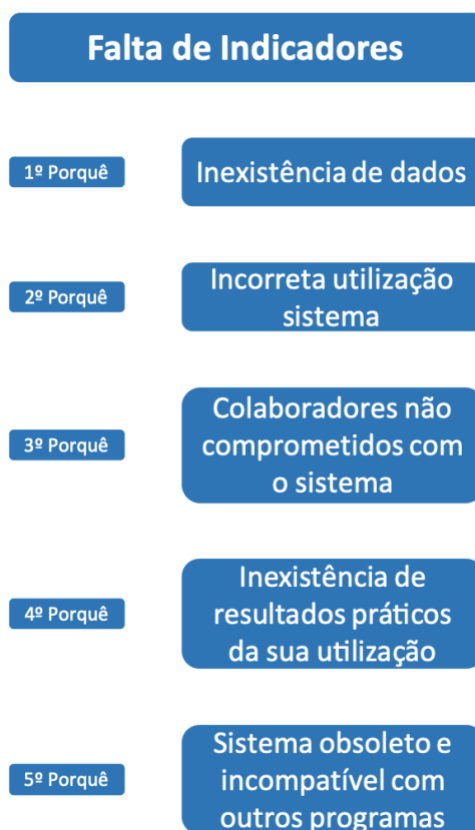 Falta de Indicadores
1º Porquê
Inexistência de dados
2º Porquê
Incorreta utilização
sistema
3º Porquê
Colaboradores não
comprometidos com
o sistema
4º Porquê
Inexistência de
resultados práticos
da sua utilização
5º Porquê
Sistema obsoleto e
incompatível com
outros programas